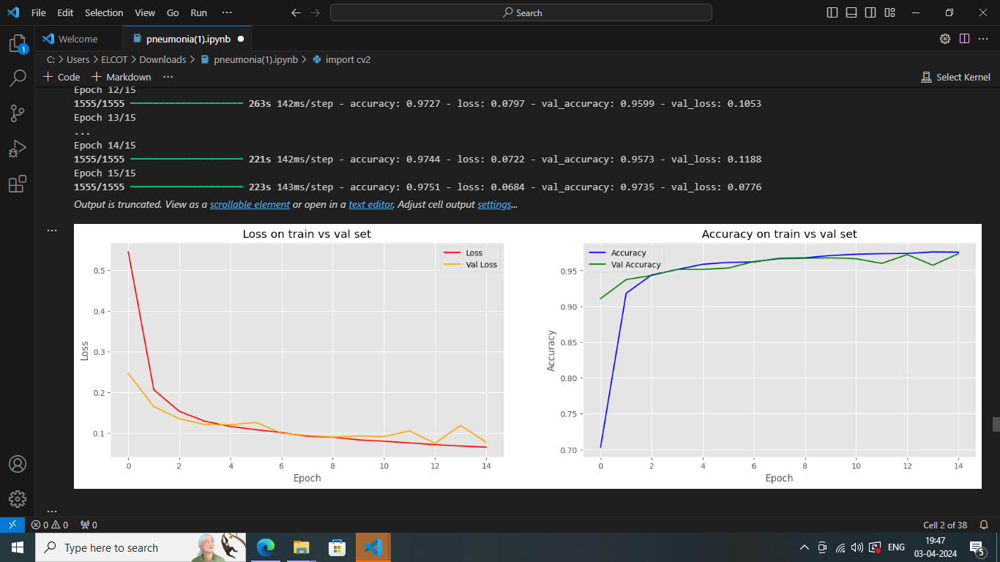 File Edit Selection View Go Run ··· Search
Welcome pneumonia(1).ipynb
C: > Users > ELCOT > Downloads > pneumonia(1).ipynb > import cv2
+ Code + Markdown ··· Select Kernel
1
Epoch 12/15
1555/1555 ━━━━━━━━━━━━━━━━━━━━ 263s 142ms/step - accuracy: 0.9727 - loss: 0.0797 - val_accuracy: 0.9599 - val_loss: 0.1053
Epoch 13/15
...
Epoch 14/15
1555/1555 ━━━━━━━━━━━━━━━━━━━━ 221s 142ms/step - accuracy: 0.9744 - loss: 0.0722 - val_accuracy: 0.9573 - val_loss: 0.1188
Epoch 15/15
1555/1555 ━━━━━━━━━━━━━━━━━━━━ 223s 143ms/step - accuracy: 0.9751 - loss: 0.0684 - val_accuracy: 0.9735 - val_loss: 0.0776
Output is truncated. View as a scrollable element or open in a text editor. Adjust cell output settings...
Loss on train vs val set
Loss
Val Loss
0.5
0.4
0.3
0.2
0.1
Loss
0 2 4 6 8 10 12 14
Epoch
Accuracy on train vs val set
Accuracy
Val Accuracy
0.95
0.90
0.85
0.80
0.75
0.70
Accuracy
0 2 4 6 8 10 12 14
Epoch
0 0 0 Cell 2 of 38
Type here to search ENG 19:47
03-04-2024
5